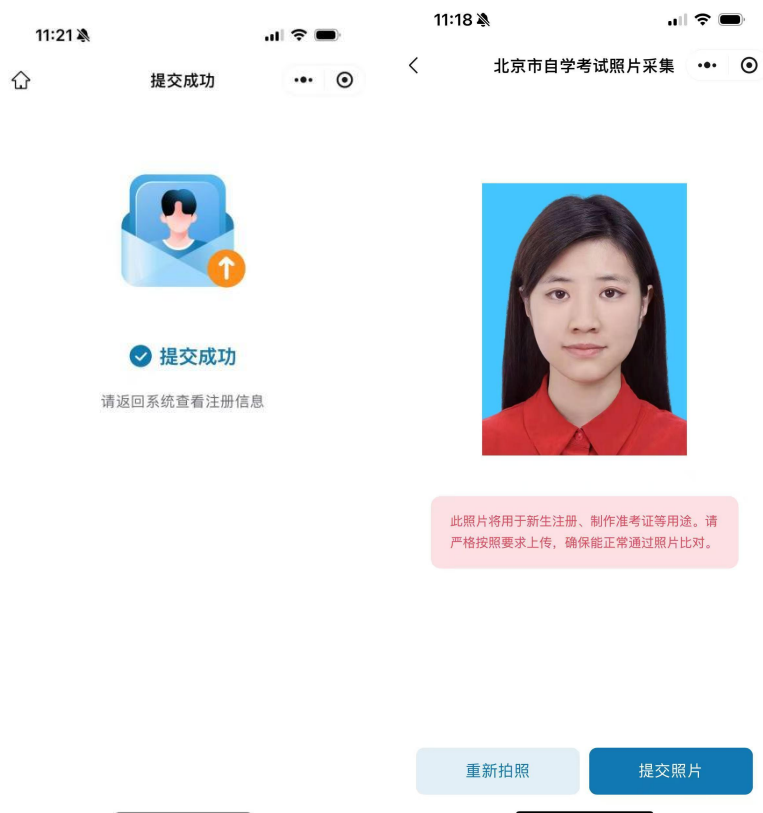 11:21
提交成功
提交成功
请返回系统查看注册信息
11:18
北京市自学考试照片采集
此照片将用于新生注册、制作准考证等用途。请
严格按照要求上传，确保能正常通过照片比对。
重新拍照
提交照片